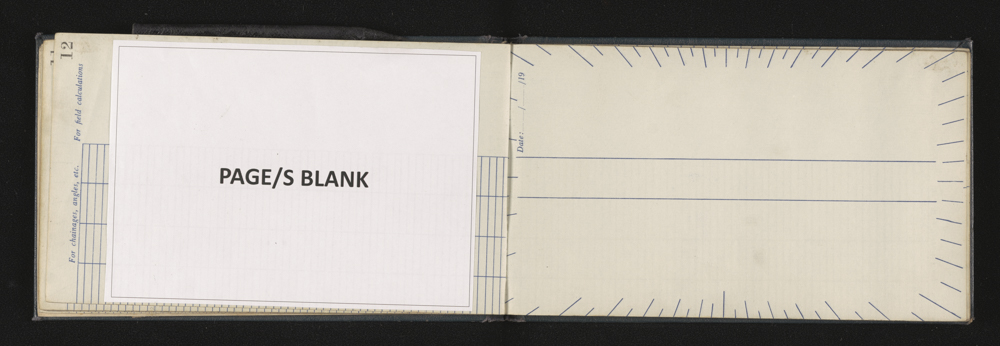 12
For field calculations
For chainages, angles, etc.
PAGE/S BLANK
Date: / /19